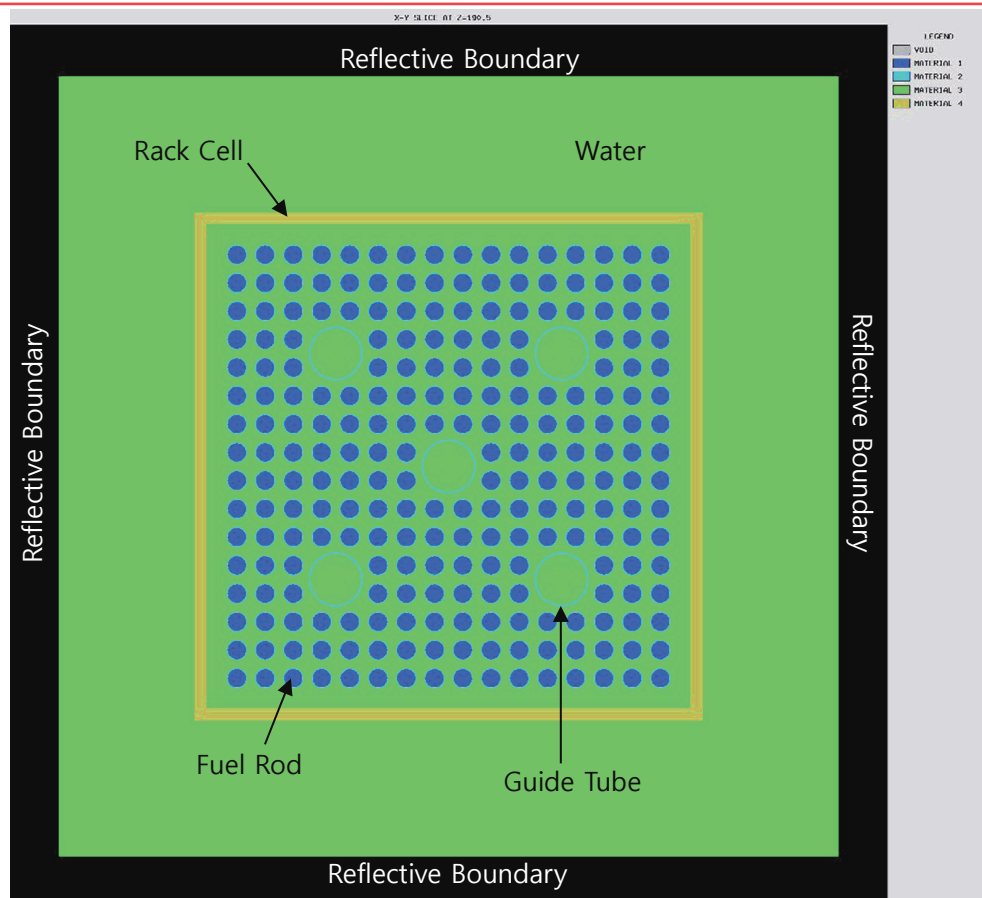 X-Y SLICE AT Z=190.5
LEGEND
VOID
MATERIAL 1
MATERIAL 2
MATERIAL 3
MATERIAL 4
Reflective Boundary
Rack Cell
Water
Reflective Boundary
Reflective Boundary
Fuel Rod
Guide Tube
Reflective Boundary